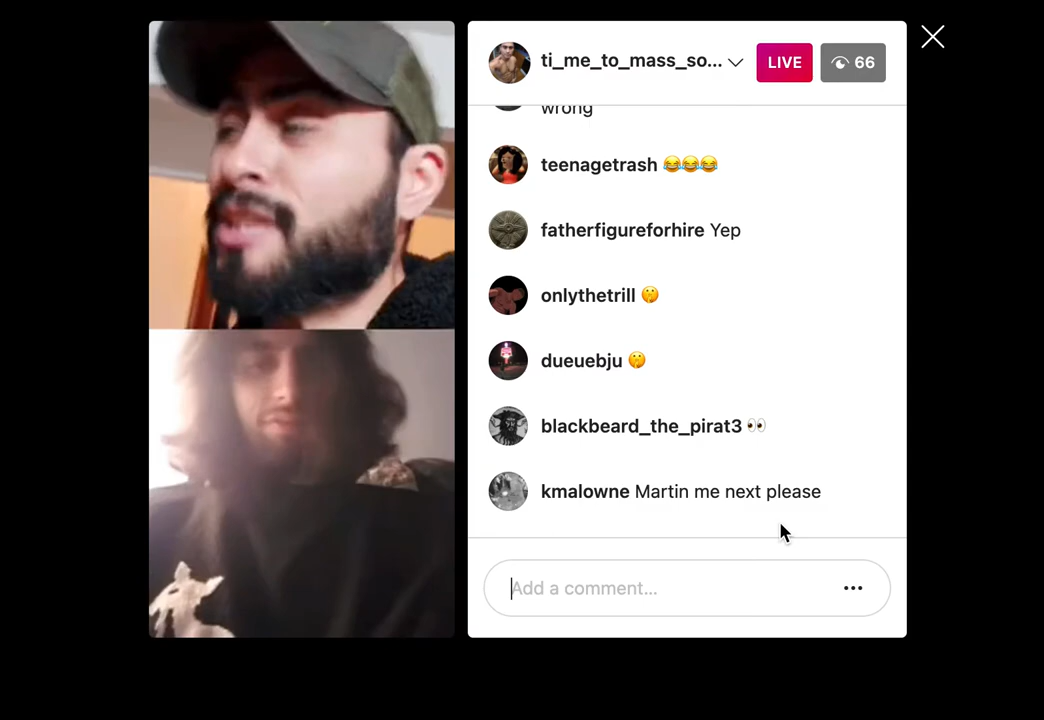 ti_me_to_mass_so...
LIVE
66
wrong
teenagetrash 😂😂😂
fatherfigureforhire Yep
onlythetrill 🤫
dueuebju 🤫
blackbeard_the_pirat3 👀
kmalowne Martin me next please
Add a comment...